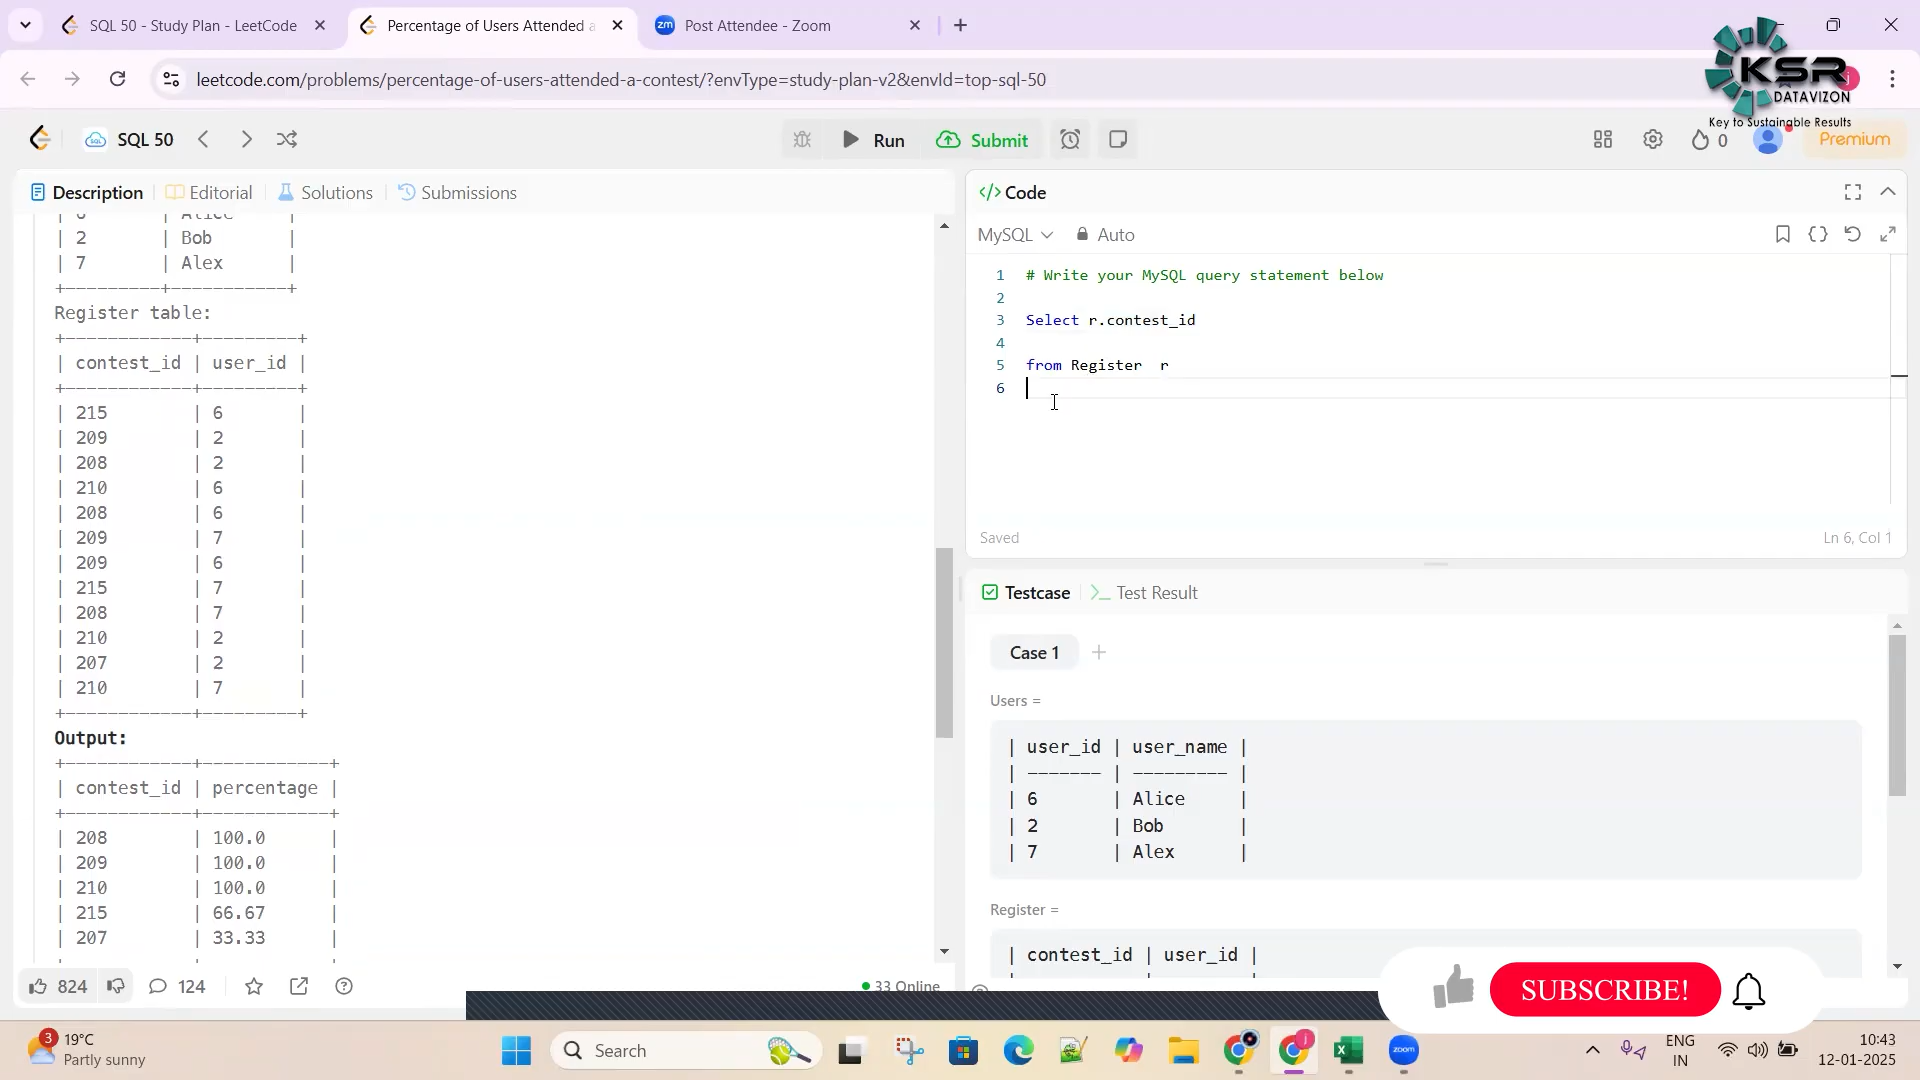 SQL 50 - Study Plan - LeetCode
Percentage of Users Attended a
zm Post Attendee - Zoom
leetcode.com/problems/percentage-of-users-attended-a-contest/?envType=study-plan-v2&envId=top-sql-50
KSR
DATAVIZON
Key to Sustainable Results
SQL 50
Run
Submit
0
Premium
Description
Editorial
Solutions
Submissions
</> Code
MySQL
Auto
| 6 | Alice |
| 2 | Bob |
| 7 | Alex |
+---------+-----------+
Register table:
+------------+---------+
| contest_id | user_id |
+------------+---------+
| 215 | 6 |
| 209 | 2 |
| 208 | 2 |
| 210 | 6 |
| 208 | 6 |
| 209 | 7 |
| 209 | 6 |
| 215 | 7 |
| 208 | 7 |
| 210 | 2 |
| 207 | 2 |
| 210 | 7 |
+------------+---------+
Output:
+------------+------------+
| contest_id | percentage |
+------------+------------+
| 208 | 100.0 |
| 209 | 100.0 |
| 210 | 100.0 |
| 215 | 66.67 |
| 207 | 33.33 |
824
124
33 Online
1 # Write your MySQL query statement below
2
3 Select r.contest_id
4
5 from Register  r
6
Saved
Ln 6, Col 1
Testcase
>_ Test Result
Case 1 +
Users =
| user_id | user_name |
| ------- | --------- |
| 6 | Alice |
| 2 | Bob |
| 7 | Alex |
Register =
| contest_id | user_id |
SUBSCRIBE!
3
19°C
Partly sunny
Search
zoom
ENG
IN
10:43
12-01-2025